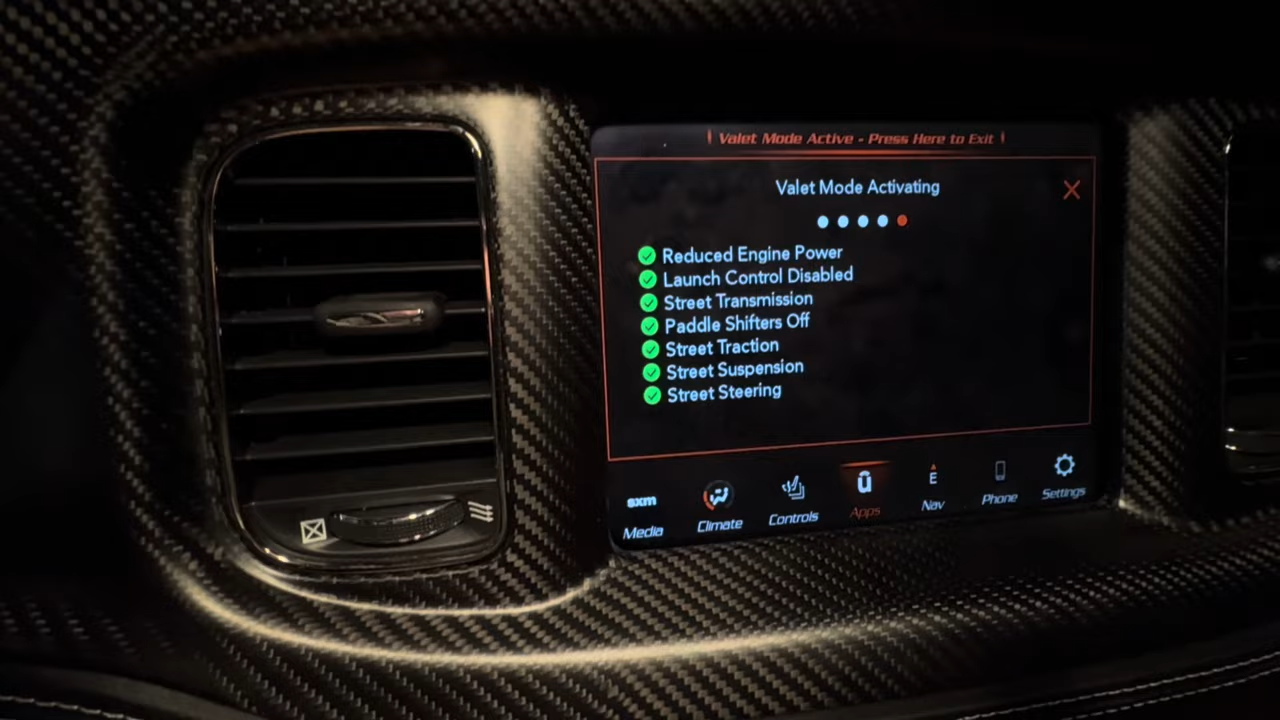 Valet Mode Active - Press Here to Exit
Valet Mode Activating
Reduced Engine Power
Launch Control Disabled
Street Transmission
Paddle Shifters Off
Street Traction
Street Suspension
Street Steering
sxm
E
Media
Climate
Controls
Apps
Nav
Phone
Settings